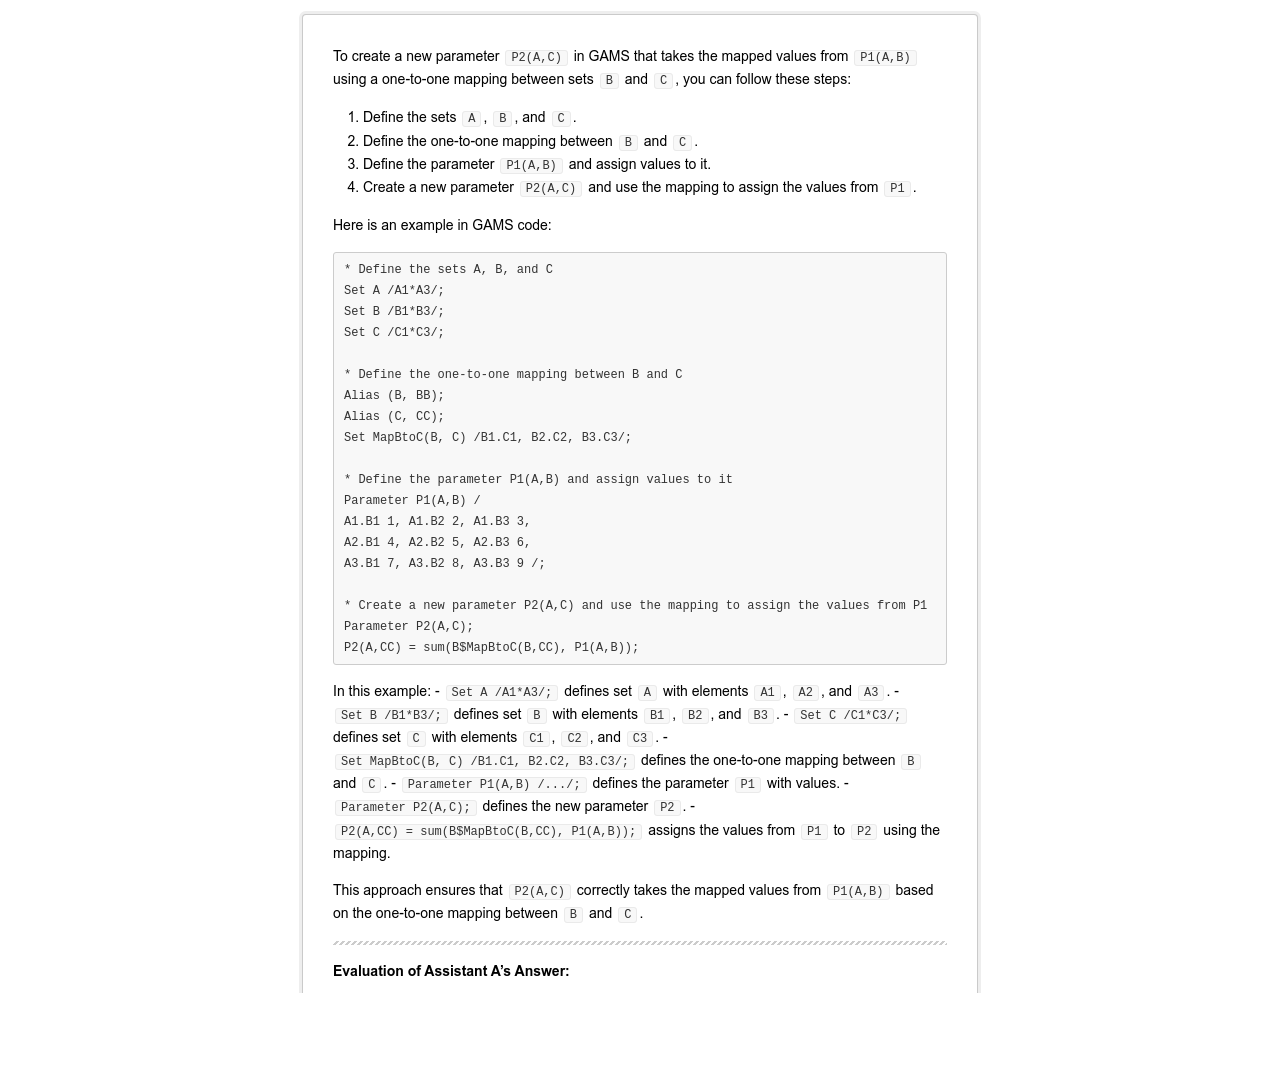 To create a new parameter P2(A,C) in GAMS that takes the mapped values from P1(A,B)
using a one-to-one mapping between sets B and C , you can follow these steps:
1. Define the sets A , B , and C .
2. Define the one-to-one mapping between B and C .
3. Define the parameter P1(A,B) and assign values to it.
4. Create a new parameter P2(A,C) and use the mapping to assign the values from P1 .
Here is an example in GAMS code:
* Define the sets A, B, and C
Set A /A1*A3/;
Set B /B1*B3/;
Set C /C1*C3/;
* Define the one-to-one mapping between B and C
Alias (B, BB);
Alias (C, CC);
Set MapBtoC(B, C) /B1.C1, B2.C2, B3.C3/;
* Define the parameter P1(A,B) and assign values to it
Parameter P1(A,B) /
A1.B1 1, A1.B2 2, A1.B3 3,
A2.B1 4, A2.B2 5, A2.B3 6,
A3.B1 7, A3.B2 8, A3.B3 9 /;
* Create a new parameter P2(A,C) and use the mapping to assign the values from P1
Parameter P2(A,C);
P2(A,CC) = sum(B$MapBtoC(B,CC), P1(A,B));
In this example: - Set A /A1*A3/; defines set A with elements A1 , A2 , and A3 . -
Set B /B1*B3/; defines set B with elements B1 , B2 , and B3 . - Set C /C1*C3/;
defines set C with elements C1 , C2 , and C3 . -
Set MapBtoC(B, C) /B1.C1, B2.C2, B3.C3/; defines the one-to-one mapping between B
and C . - Parameter P1(A,B) /.../; defines the parameter P1 with values. -
Parameter P2(A,C); defines the new parameter P2 . -
P2(A,CC) = sum(B$MapBtoC(B,CC), P1(A,B)); assigns the values from P1 to P2 using the
mapping.
This approach ensures that P2(A,C) correctly takes the mapped values from P1(A,B) based
on the one-to-one mapping between B and C .
Evaluation of Assistant A’s Answer: